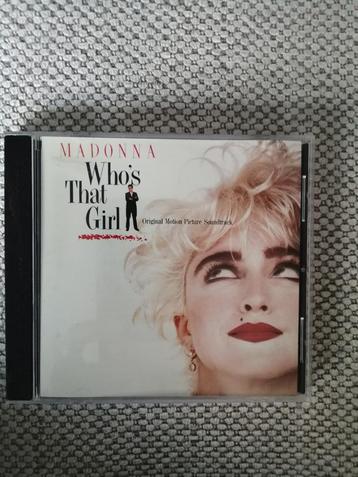 MADONNA
Who's
That
Girl
Original Motion Picture Soundtrack